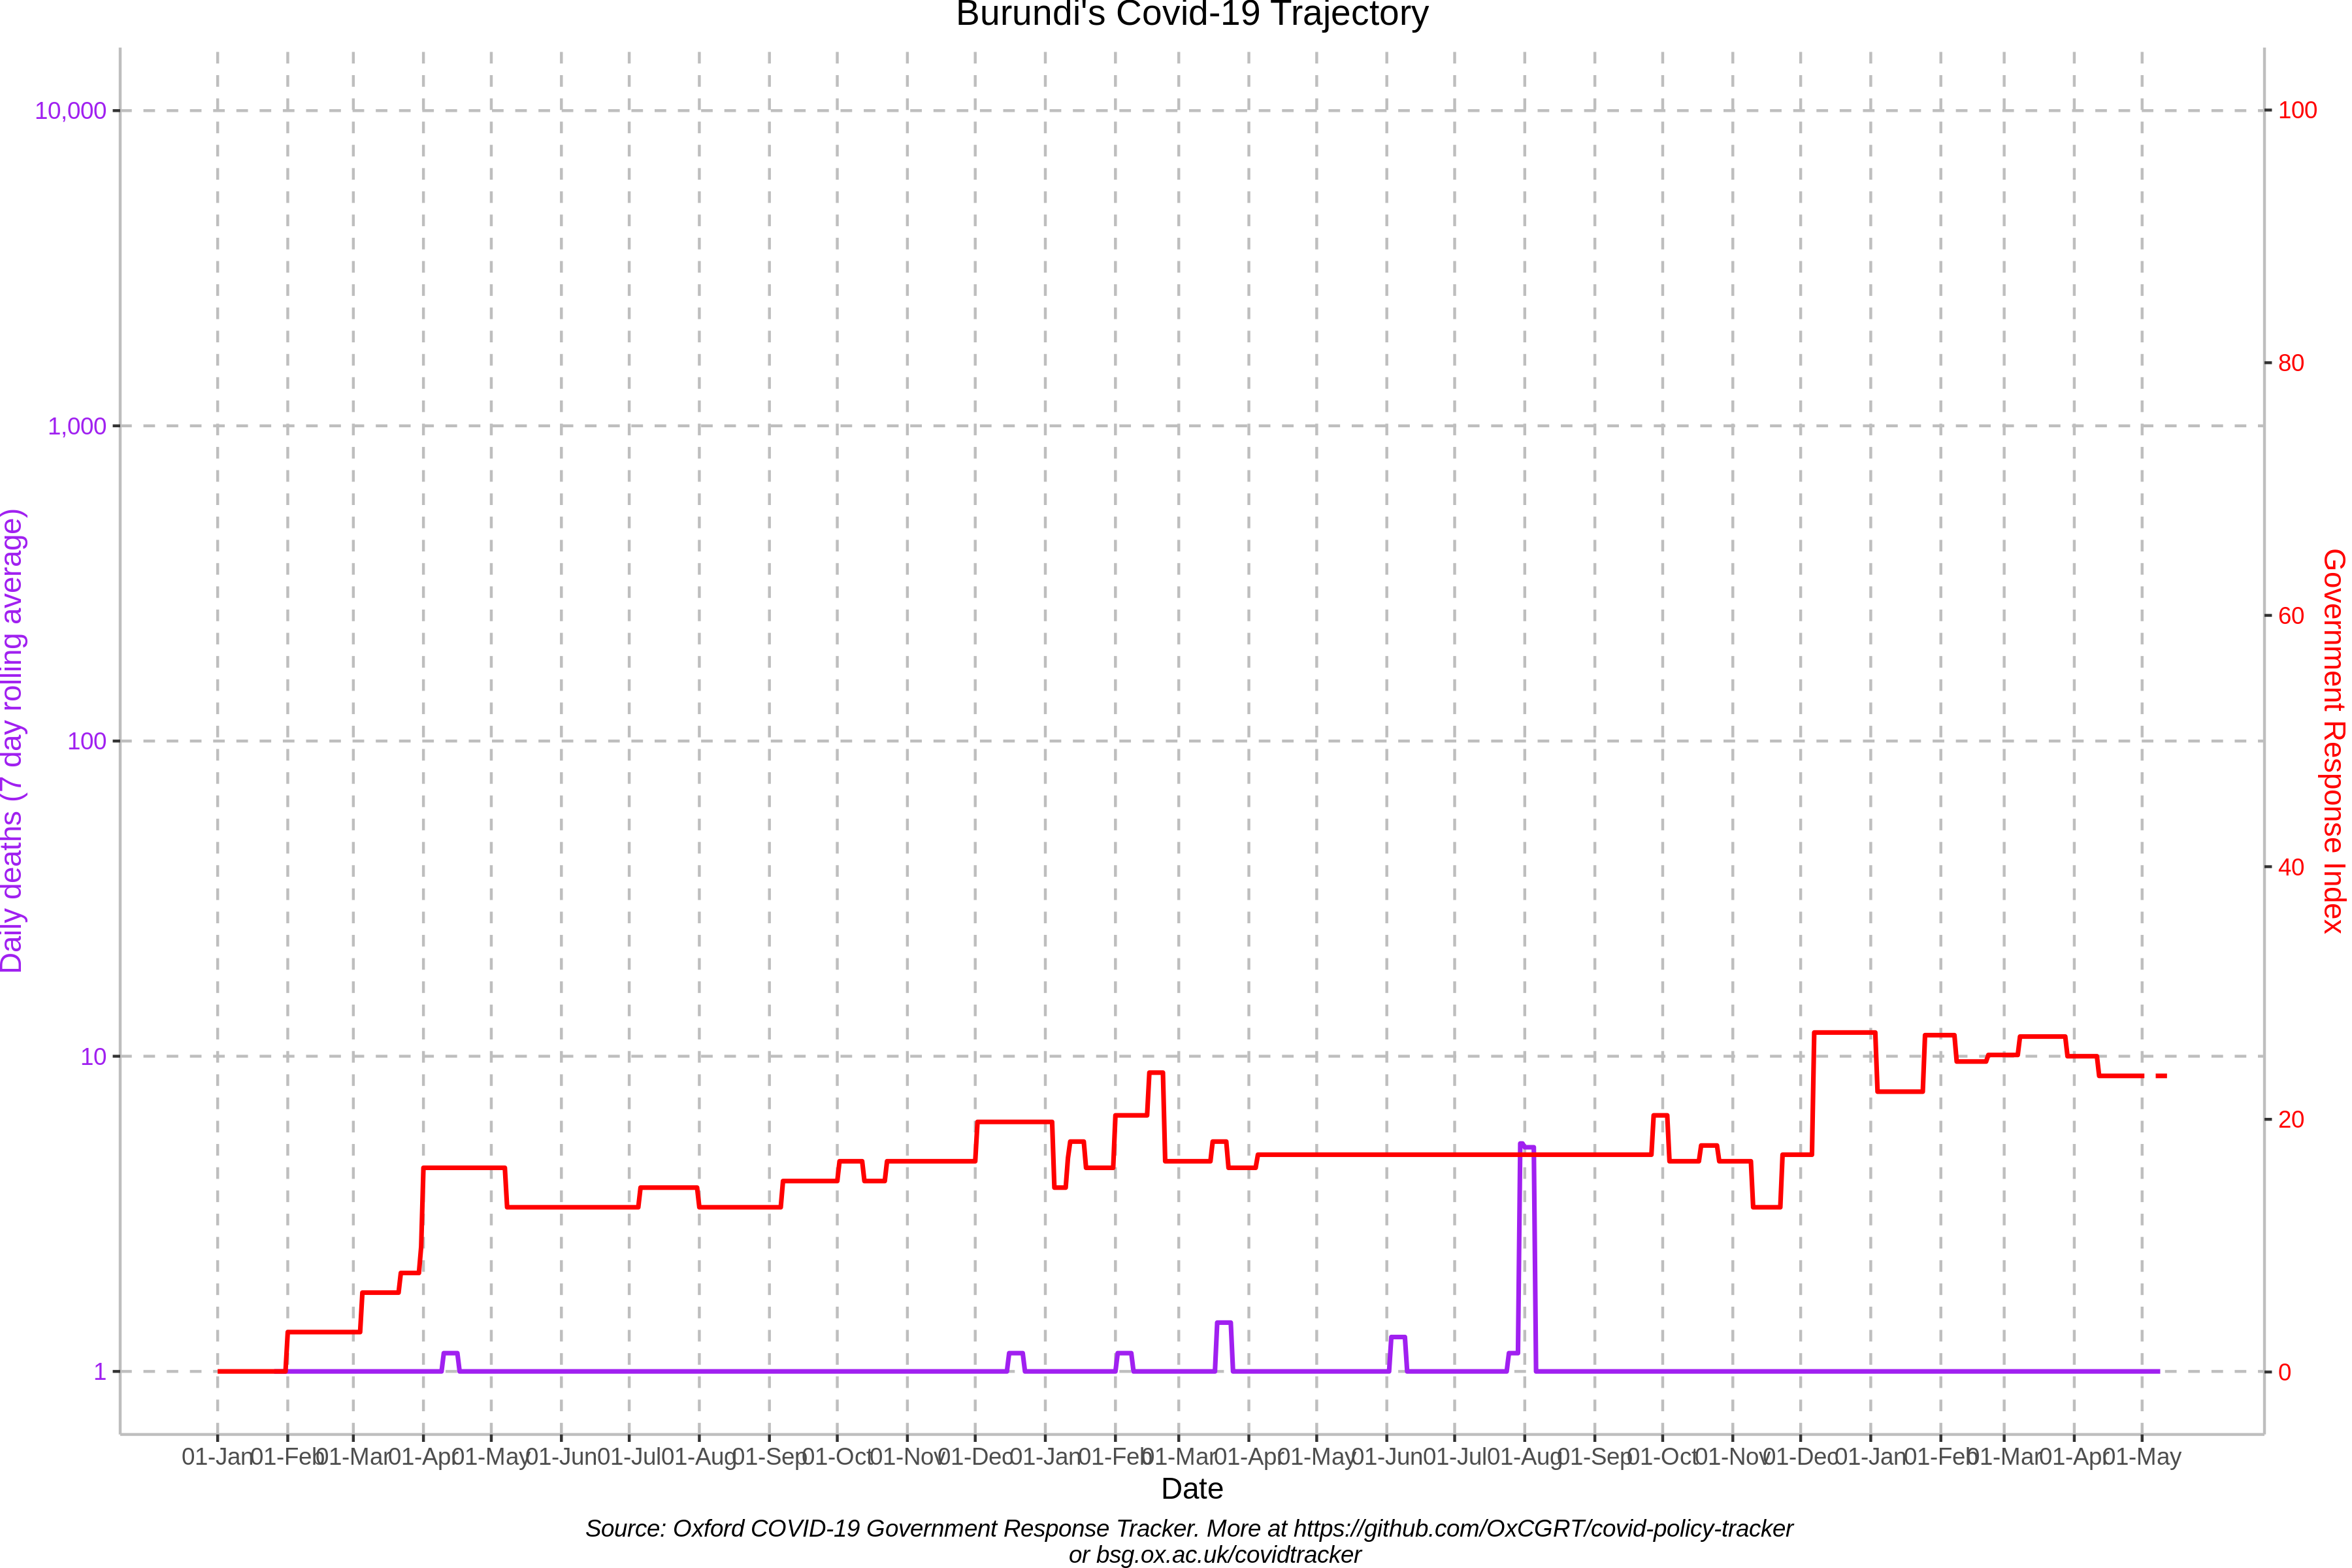 Burundi's Covid-19 Trajectory
10,000
1,000
100
10
1
Daily deaths (7 day rolling average)
100
80
60
40
20
0
Government Response Index
01-Jan 01-Feb 01-Mar 01-Apr 01-May 01-Jun 01-Jul 01-Aug 01-Sep 01-Oct 01-Nov 01-Dec 01-Jan 01-Feb 01-Mar 01-Apr 01-May 01-Jun 01-Jul 01-Aug 01-Sep 01-Oct 01-Nov 01-Dec 01-Jan 01-Feb 01-Mar 01-Apr 01-May
Date
Source: Oxford COVID-19 Government Response Tracker. More at https://github.com/OxCGRT/covid-policy-tracker
or bsg.ox.ac.uk/covidtracker